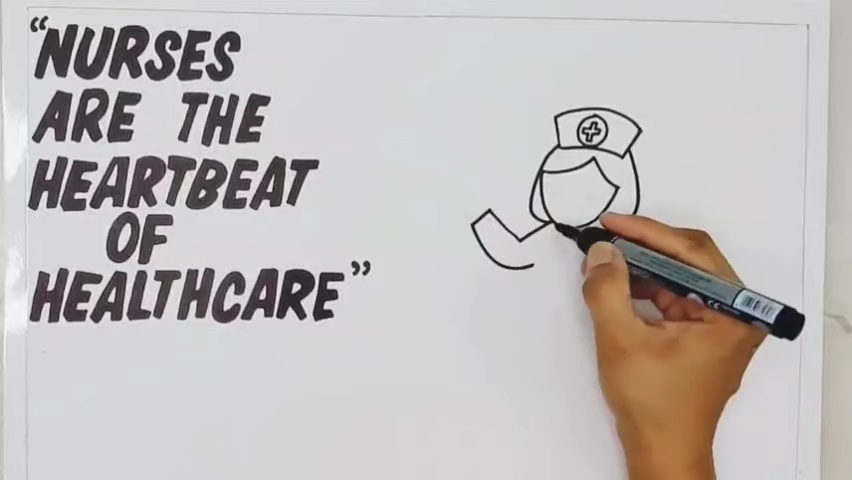 “NURSES
ARE THE
HEARTBEAT
OF
HEALTHCARE”